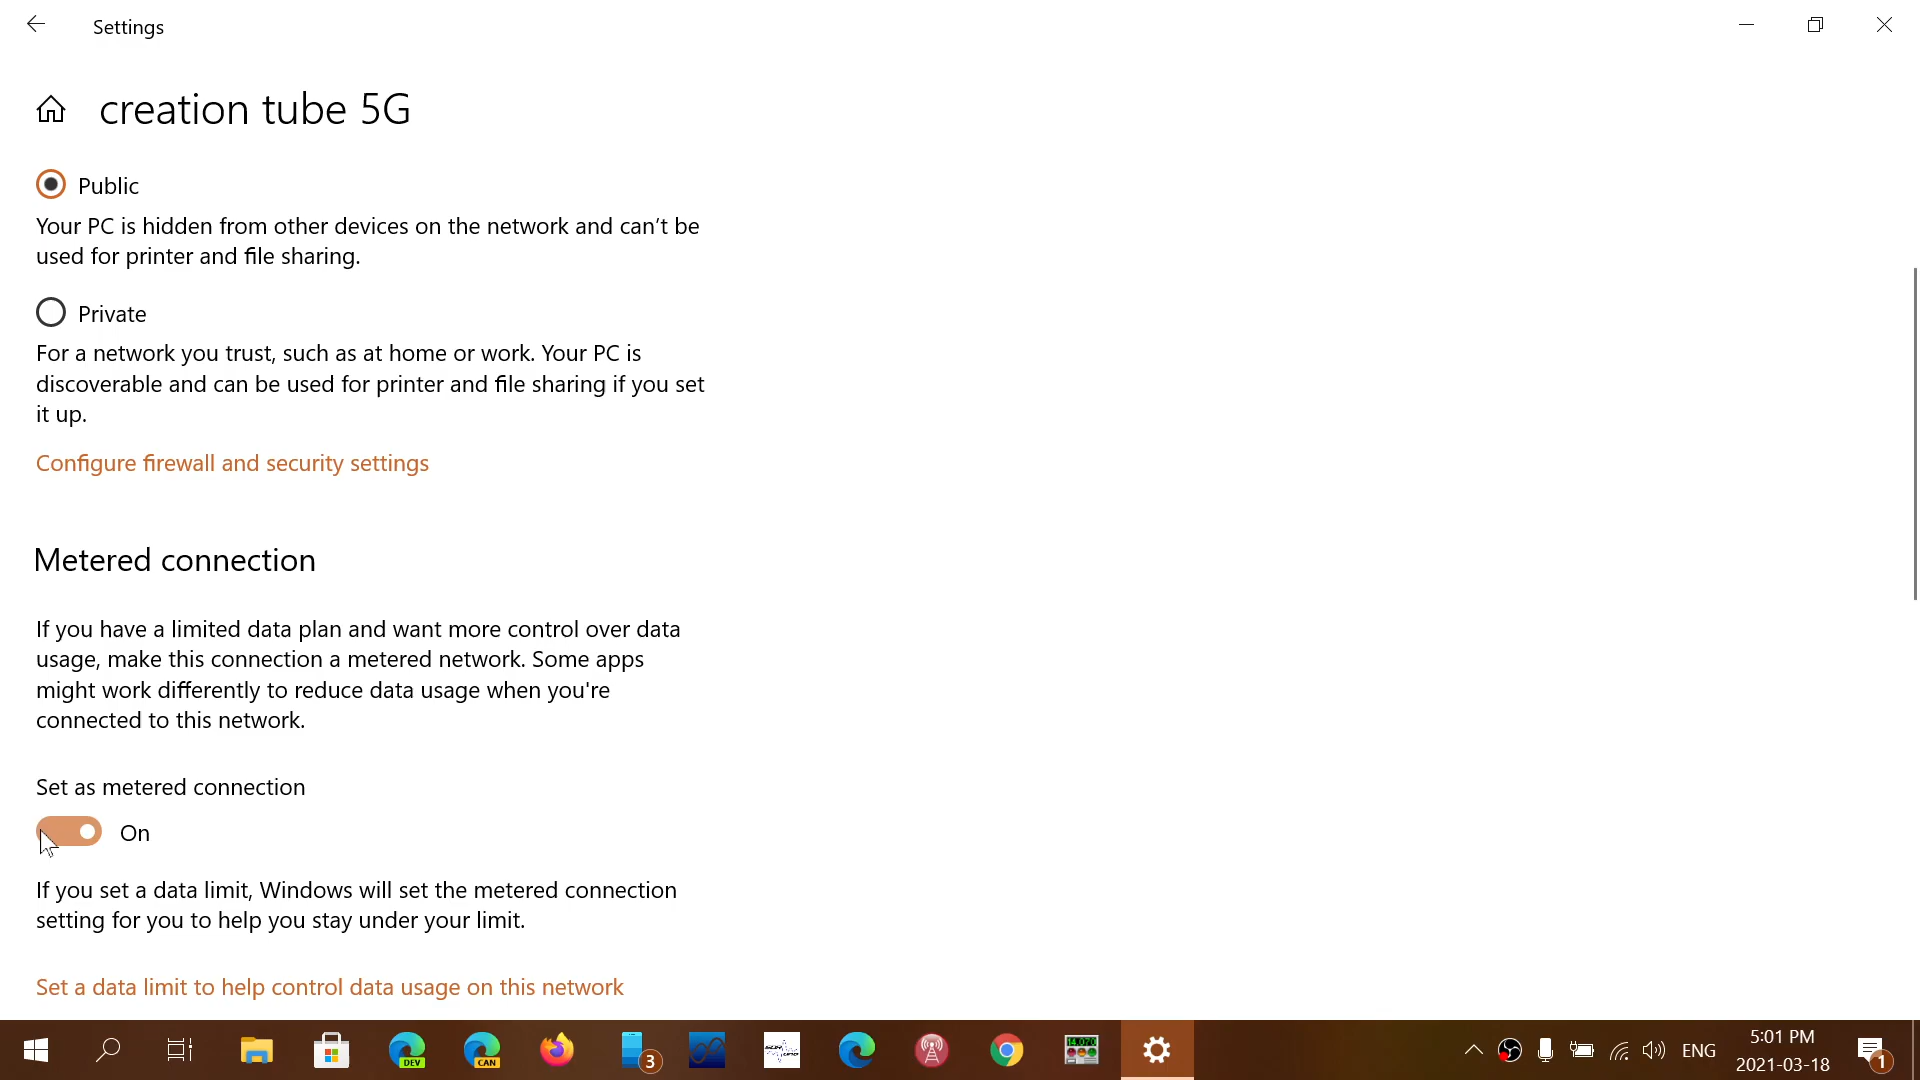 Settings
creation tube 5G
Public
Your PC is hidden from other devices on the network and can't be
used for printer and file sharing.
Private
For a network you trust, such as at home or work. Your PC is
discoverable and can be used for printer and file sharing if you set
it up.
Configure firewall and security settings
Metered connection
If you have a limited data plan and want more control over data
usage, make this connection a metered network. Some apps
might work differently to reduce data usage when you're
connected to this network.
Set as metered connection
On
If you set a data limit, Windows will set the metered connection
setting for you to help you stay under your limit.
Set a data limit to help control data usage on this network
DEV
CAN
3
14.070
ENG
5:01 PM
2021-03-18
1